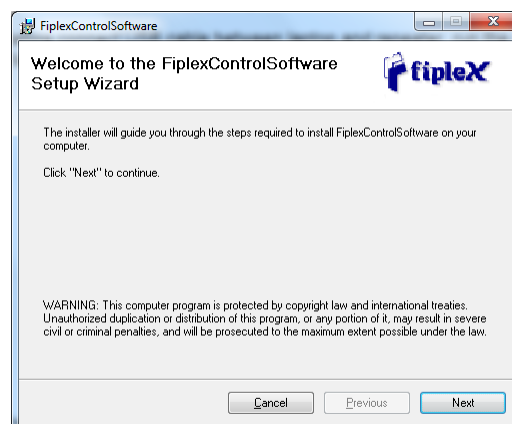 FiplexControlSoftware
Welcome to the FiplexControlSoftware
Setup Wizard
fipleX
The installer will guide you through the steps required to install FiplexControlSoftware on your
computer.
Click "Next" to continue.
WARNING: This computer program is protected by copyright law and international treaties.
Unauthorized duplication or distribution of this program, or any portion of it, may result in severe
civil or criminal penalties, and will be prosecuted to the maximum extent possible under the law.
Cancel
Previous
Next